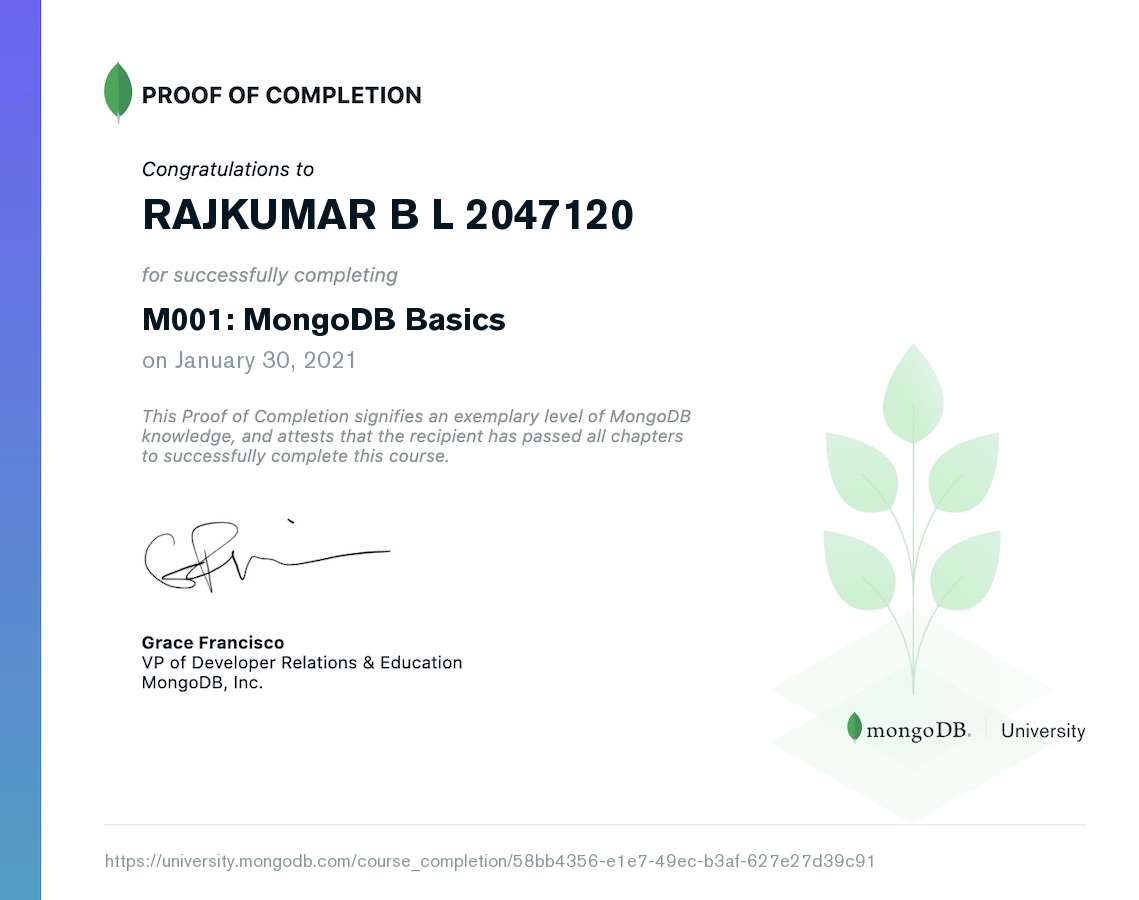 PROOF OF COMPLETION
Congratulations to
RAJKUMAR B L 2047120
for successfully completing
M001: MongoDB Basics
on January 30, 2021
This Proof of Completion signifies an exemplary level of MongoDB
knowledge, and attests that the recipient has passed all chapters
to successfully complete this course.
Grace Francisco
VP of Developer Relations & Education
MongoDB, Inc.
mongoDB. University
https://university.mongodb.com/course_completion/58bb4356-e1e7-49ec-b3af-627e27d39c91